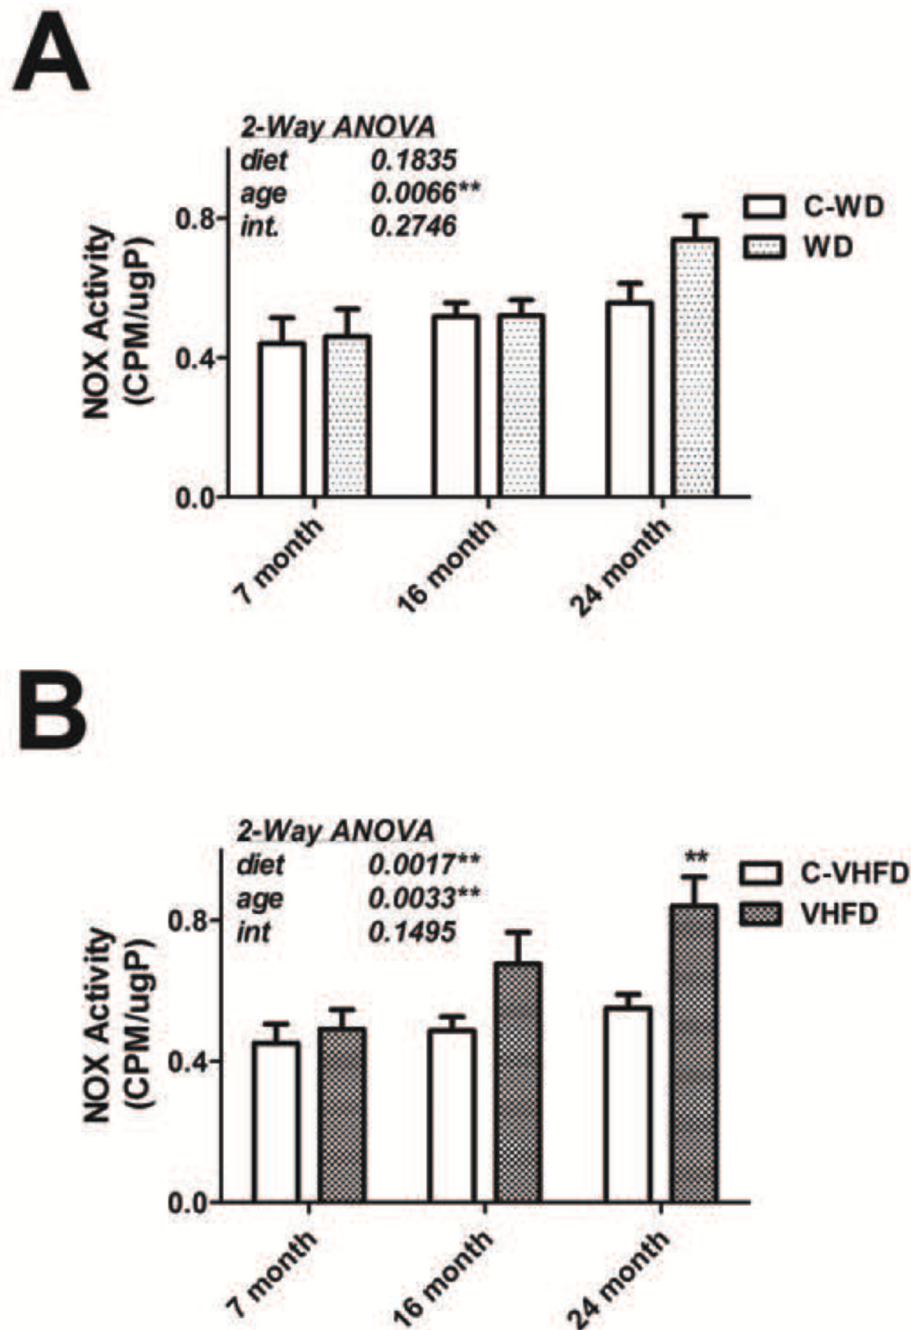 A
2-Way ANOVA
diet 0.1835
age 0.0066**
int. 0.2746
C-WD
WD
NOX Activity
(CPM/ugP)
0.8
0.4
0.0
7 month
16 month
24 month
B
2-Way ANOVA
diet 0.0017**
age 0.0033**
int 0.1495
**
C-VHFD
VHFD
NOX Activity
(CPM/ugP)
0.8
0.4
0.0
7 month
16 month
24 month